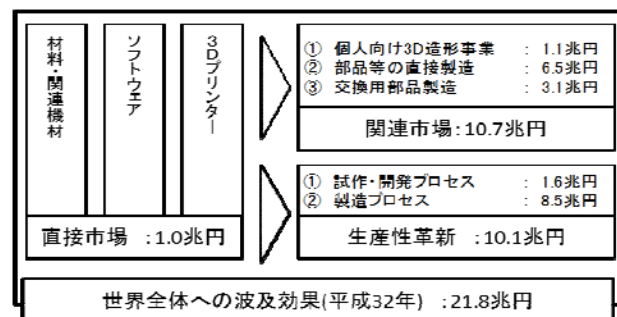 材料・関連機材
ソフトウェア
3Dプリンター
① 個人向け3D造形事業 : 1.1兆円
② 部品等の直接製造 : 6.5兆円
③ 交換用部品製造 : 3.1兆円
関連市場:10.7兆円
① 試作・開発プロセス : 1.6兆円
② 製造プロセス : 8.5兆円
直接市場 :1.0兆円
生産性革新 :10.1兆円
世界全体への波及効果(平成32年) :21.8兆円